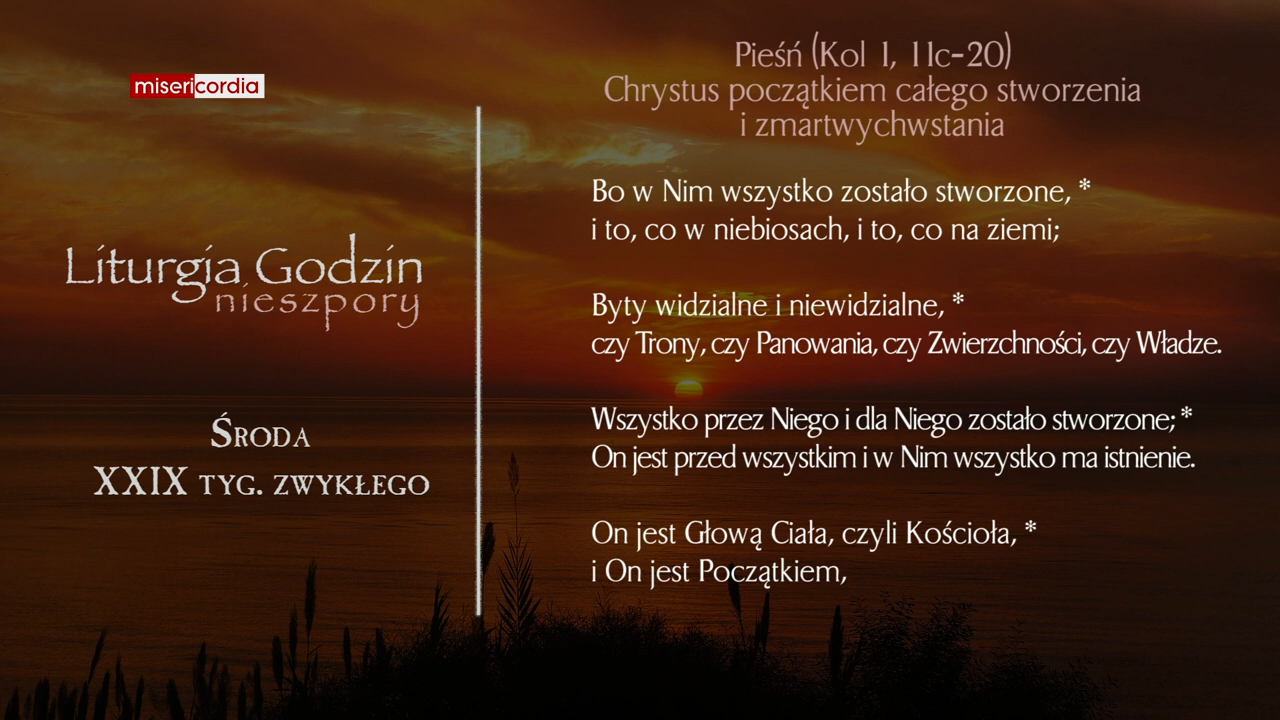 misericordia
Liturgia Godzin
nieszpory
Środa
XXIX tyg. zwykłego
Pieśń (Kol 1, 11c-20)
Chrystus początkiem całego stworzenia
i zmartwychwstania
Bo w Nim wszystko zostało stworzone, *
i to, co w niebiosach, i to, co na ziemi;
Byty widzialne i niewidzialne, *
czy Trony, czy Panowania, czy Zwierzchności, czy Władze.
Wszystko przez Niego i dla Niego zostało stworzone; *
On jest przed wszystkim i w Nim wszystko ma istnienie.
On jest Głową Ciała, czyli Kościoła, *
i On jest Początkiem,